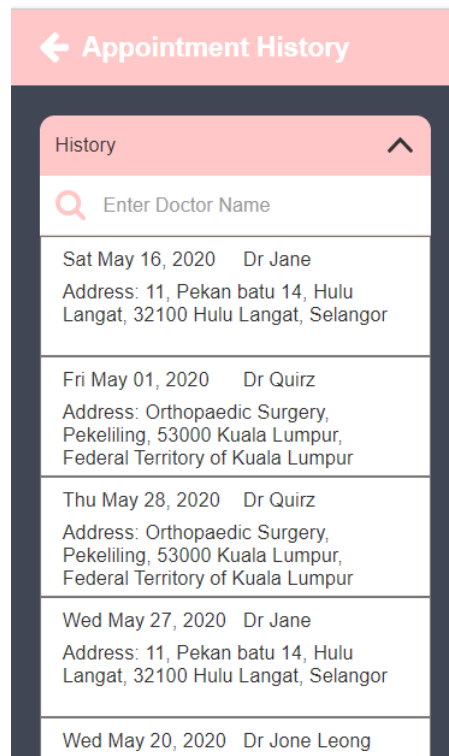 Appointment History
History
Enter Doctor Name
Sat May 16, 2020 Dr Jane
Address: 11, Pekan batu 14, Hulu
Langat, 32100 Hulu Langat, Selangor
Fri May 01, 2020 Dr Quirz
Address: Orthopaedic Surgery,
Pekeliling, 53000 Kuala Lumpur,
Federal Territory of Kuala Lumpur
Thu May 28, 2020 Dr Quirz
Address: Orthopaedic Surgery,
Pekeliling, 53000 Kuala Lumpur,
Federal Territory of Kuala Lumpur
Wed May 27, 2020 Dr Jane
Address: 11, Pekan batu 14, Hulu
Langat, 32100 Hulu Langat, Selangor
Wed May 20, 2020 Dr Jone Leong